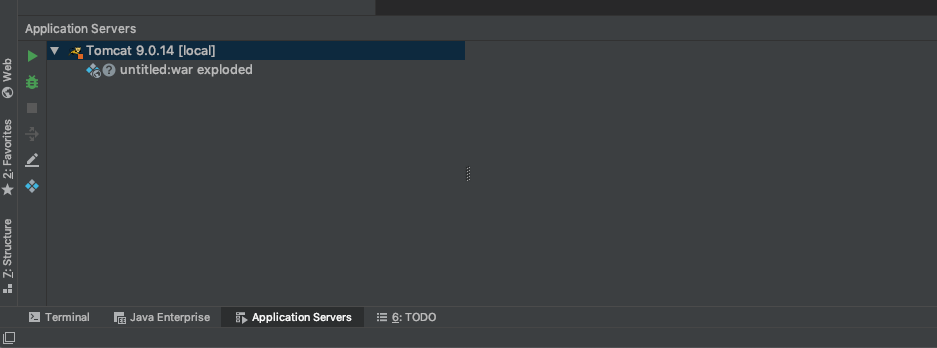 Application Servers
Tomcat 9.0.14 [local]
untitled:war exploded
Web
2: Favorites
7: Structure
Terminal
Java Enterprise
Application Servers
6: TODO